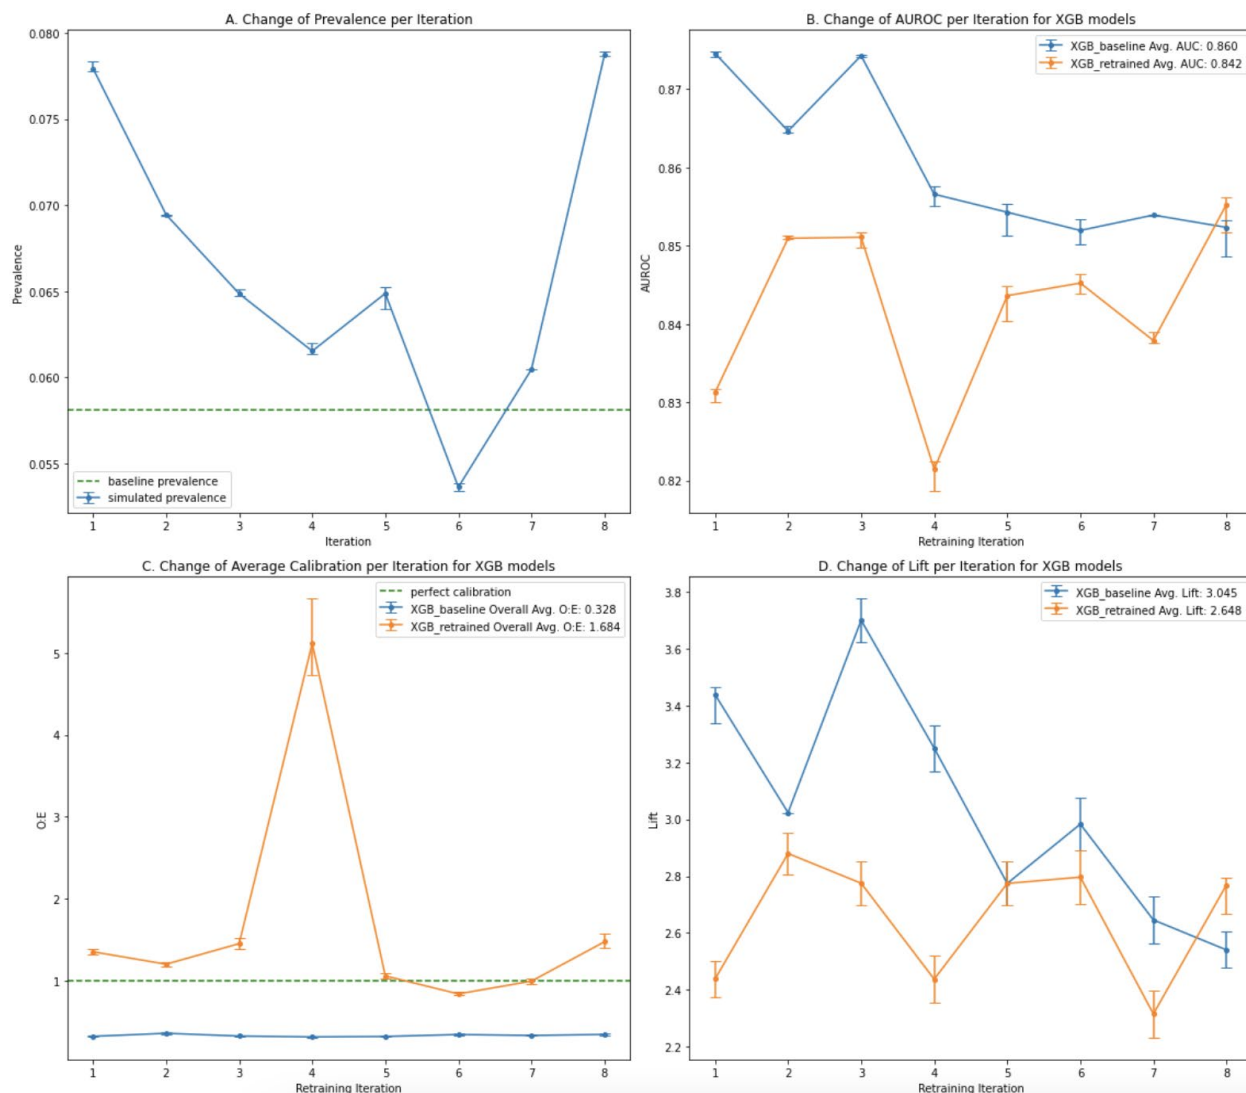 A. Change of Prevalence per Iteration
0.080
0.075
0.070
0.065
0.060
0.055
Prevalence
baseline prevalence
simulated prevalence
1 2 3 4 5 6 7 8
Iteration
B. Change of AUROC per Iteration for XGB models
XGB_baseline Avg. AUC: 0.860
XGB_retrained Avg. AUC: 0.842
0.87
0.86
0.85
0.84
0.83
0.82
AUROC
1 2 3 4 5 6 7 8
Retraining Iteration
C. Change of Average Calibration per Iteration for XGB models
perfect calibration
XGB_baseline Overall Avg. O:E: 0.328
XGB_retrained Overall Avg. O:E: 1.684
5
4
3
2
1
O:E
1 2 3 4 5 6 7 8
Retraining Iteration
D. Change of Lift per Iteration for XGB models
XGB_baseline Avg. Lift: 3.045
XGB_retrained Avg. Lift: 2.648
3.8
3.6
3.4
3.2
3.0
2.8
2.6
2.4
2.2
Lift
1 2 3 4 5 6 7 8
Retraining Iteration